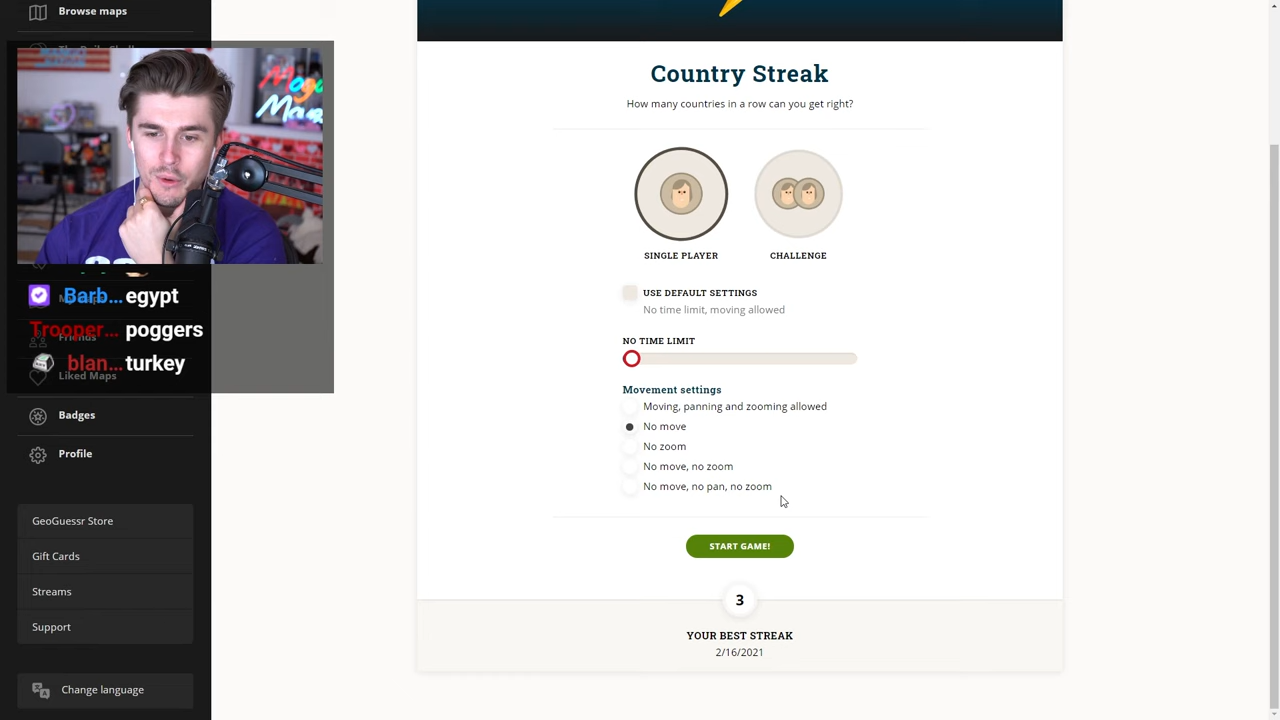 Browse maps
Country Streak
How many countries in a row can you get right?
SINGLE PLAYER
CHALLENGE
USE DEFAULT SETTINGS
No time limit, moving allowed
NO TIME LIMIT
Movement settings
Moving, panning and zooming allowed
No move
No zoom
No move, no zoom
No move, no pan, no zoom
START GAME!
3
YOUR BEST STREAK
2/16/2021
Barb... egypt
Trooper... poggers
Friends
blan... turkey
Liked Maps
Badges
Profile
GeoGuessr Store
Gift Cards
Streams
Support
Change language